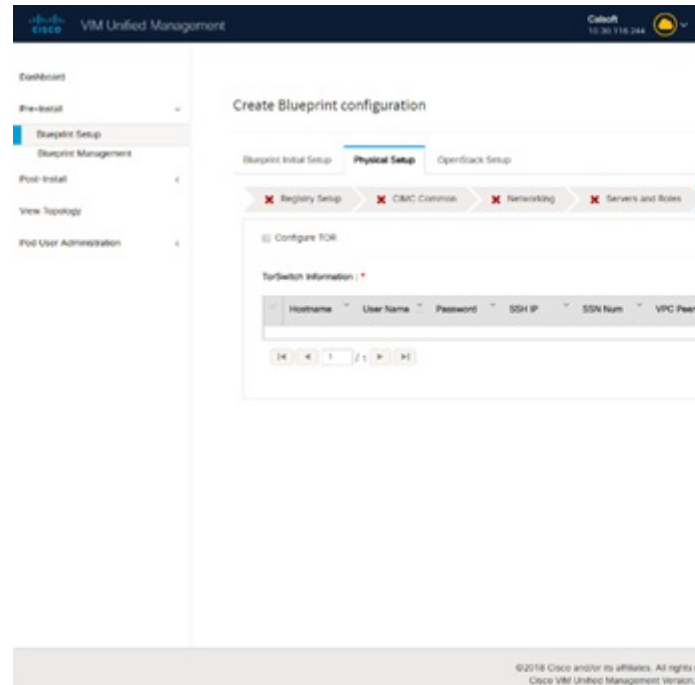 cisco VIM Unified Management
Calsoft
10.30.116.244
Dashboard
Pre-Install
Blueprint Setup
Blueprint Management
Post-Install
View Topology
Pod User Administration
Create Blueprint configuration
Blueprint Initial Setup Physical Setup OpenStack Setup
Registry Setup CIMC Common Networking Servers and Roles
Configure TOR
TorSwitch Information : *
Hostname User Name Password SSH IP SSN Num VPC Peer
1 / 1
©2018 Cisco and/or its affiliates. All rights
Cisco VIM Unified Management Version: